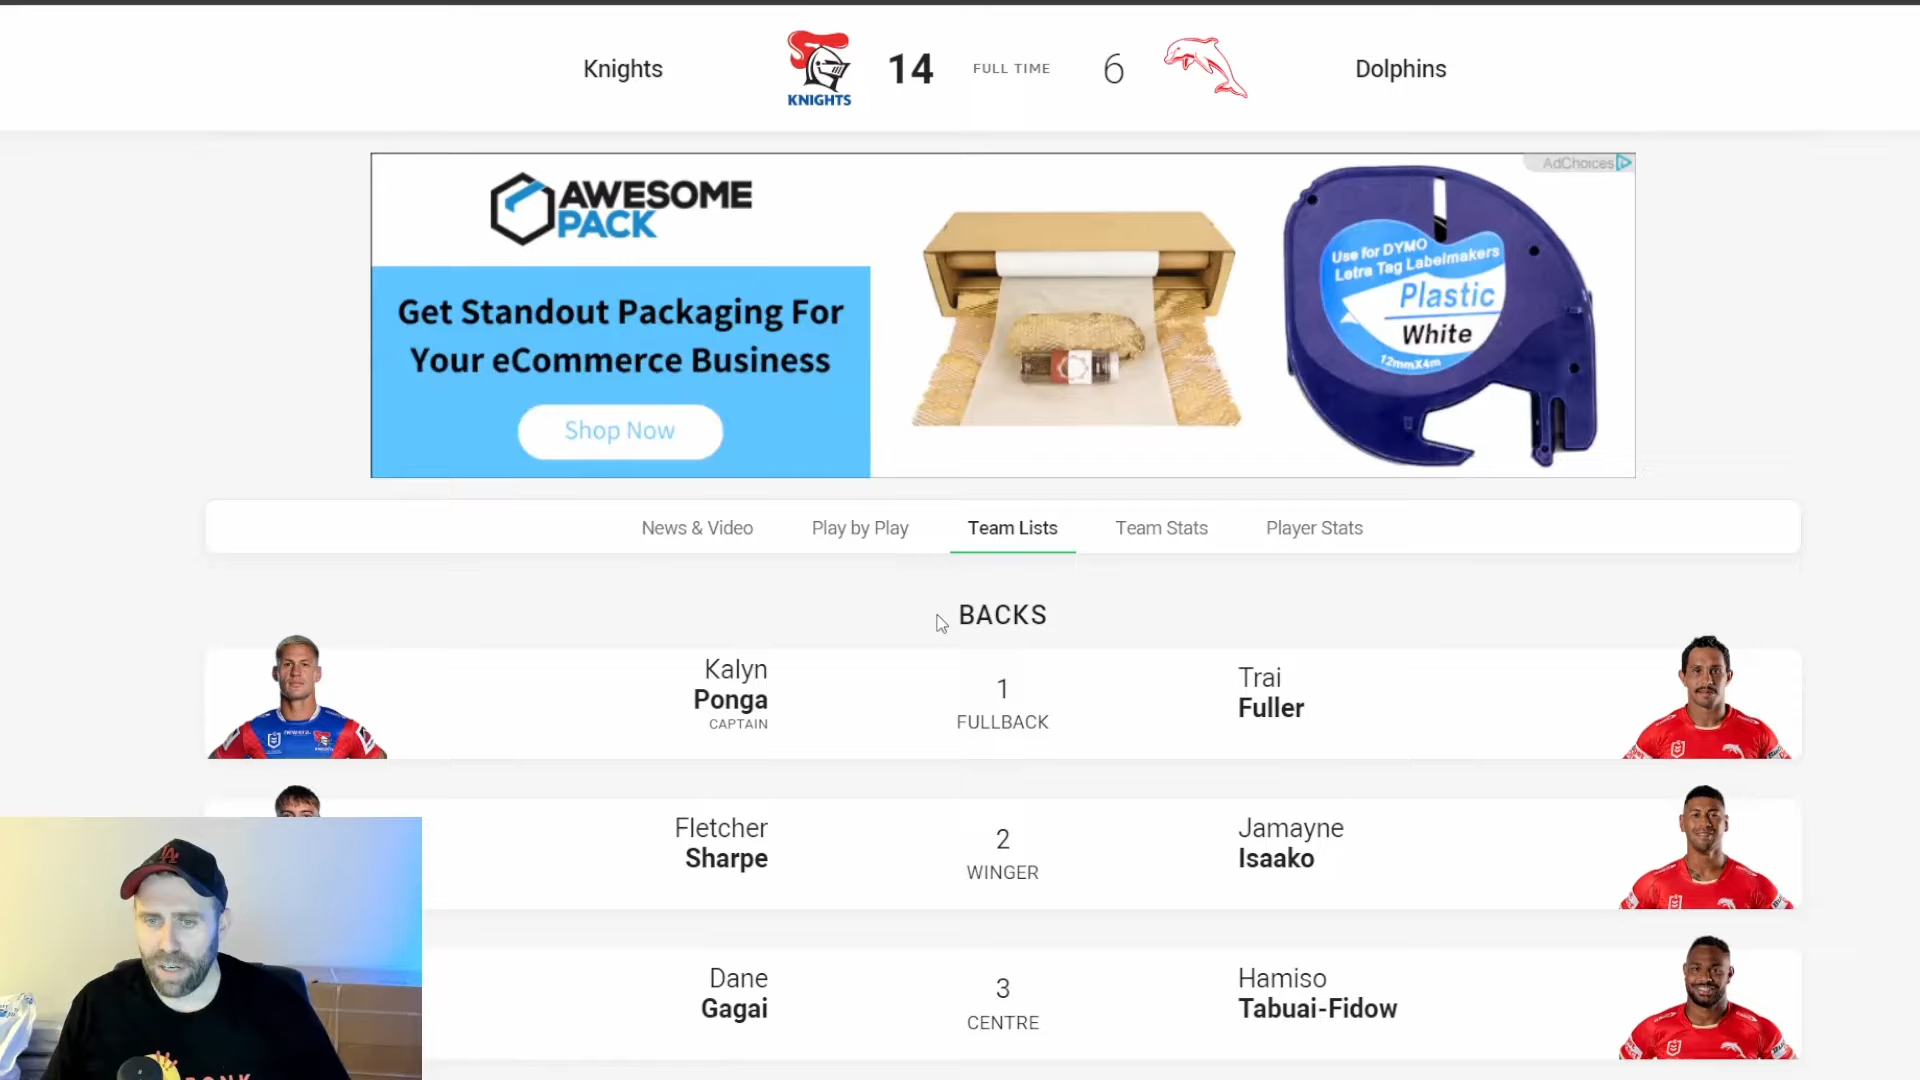 Knights
KNIGHTS
14
FULL TIME
6
Dolphins
AdChoices
AWESOME
PACK
Get Standout Packaging For
Your eCommerce Business
Shop Now
Use for DYMO
Letra Tag Labelmakers
Plastic
White
12mmX4m
News & Video
Play by Play
Team Lists
Team Stats
Player Stats
BACKS
Kalyn
Ponga
CAPTAIN
1
FULLBACK
Trai
Fuller
Fletcher
Sharpe
2
WINGER
Jamayne
Isaako
Dane
Gagai
3
CENTRE
Hamiso
Tabuai-Fidow